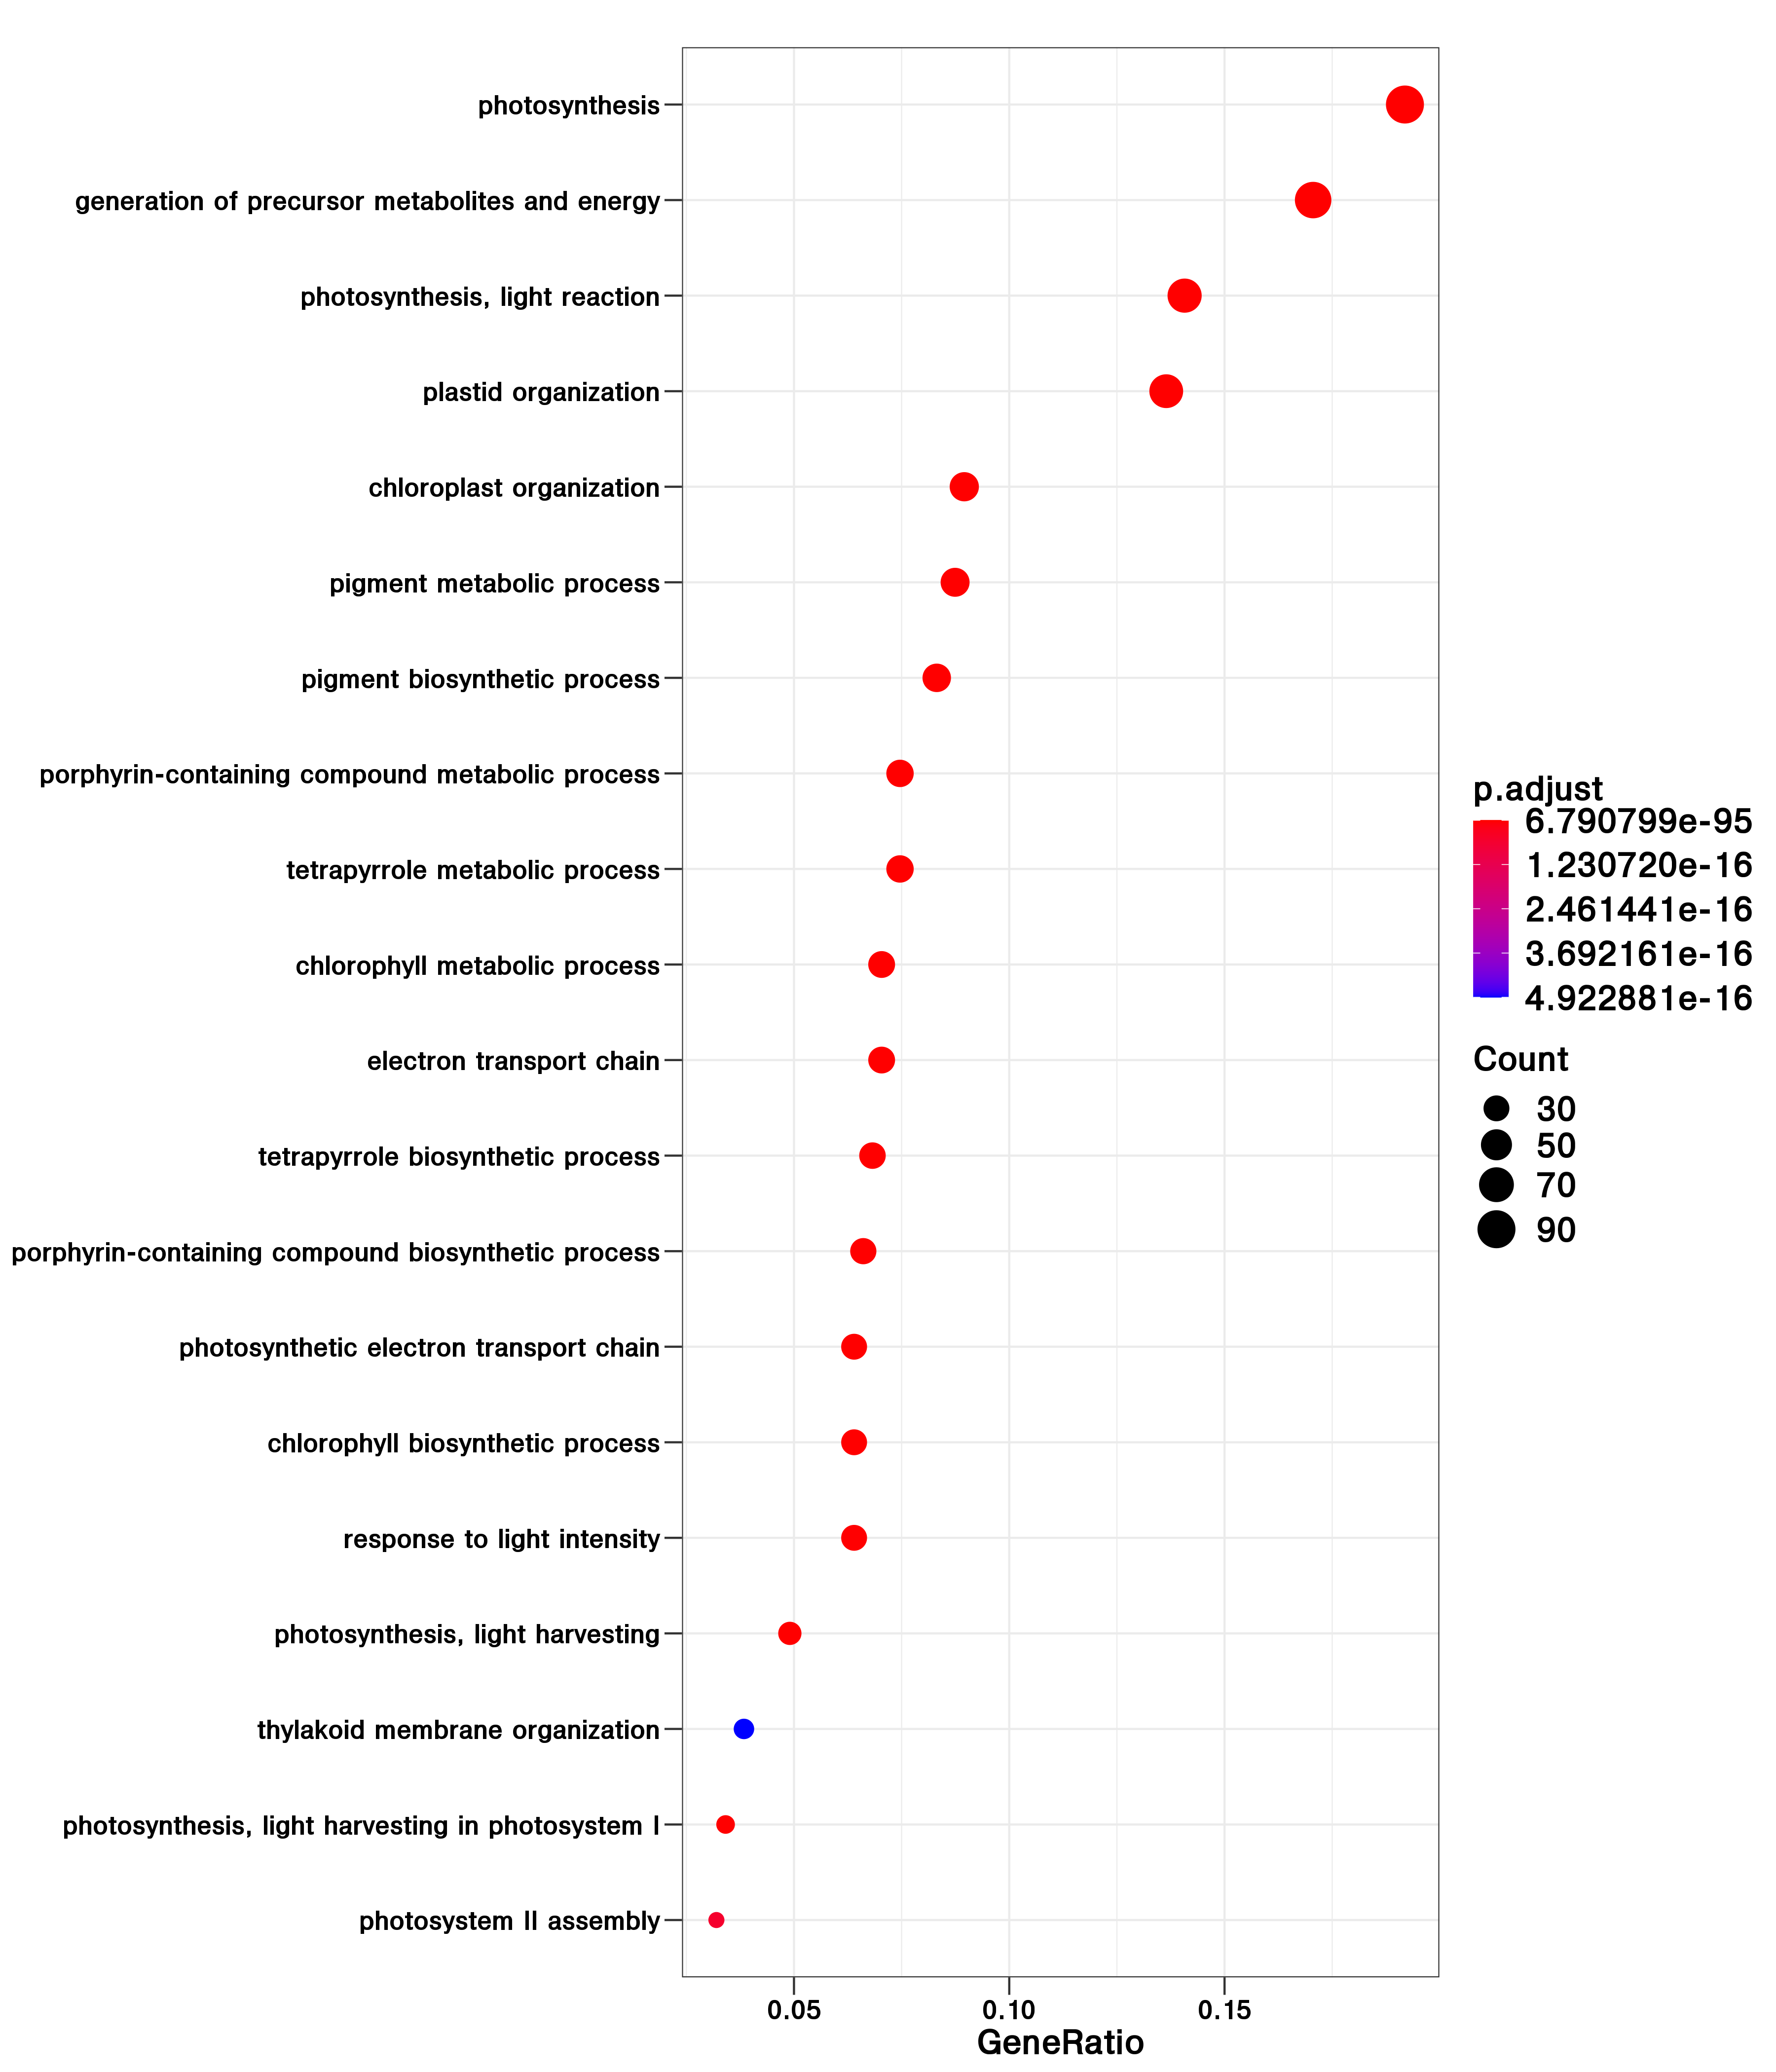 photosynthesis
generation of precursor metabolites and energy
photosynthesis, light reaction
plastid organization
chloroplast organization
pigment metabolic process
pigment biosynthetic process
porphyrin-containing compound metabolic process
tetrapyrrole metabolic process
chlorophyll metabolic process
electron transport chain
tetrapyrrole biosynthetic process
porphyrin-containing compound biosynthetic process
photosynthetic electron transport chain
chlorophyll biosynthetic process
response to light intensity
photosynthesis, light harvesting
thylakoid membrane organization
photosynthesis, light harvesting in photosystem I
photosystem II assembly
0.05 0.10 0.15
GeneRatio
p.adjust
6.790799e-95
1.230720e-16
2.461441e-16
3.692161e-16
4.922881e-16
Count
30
50
70
90